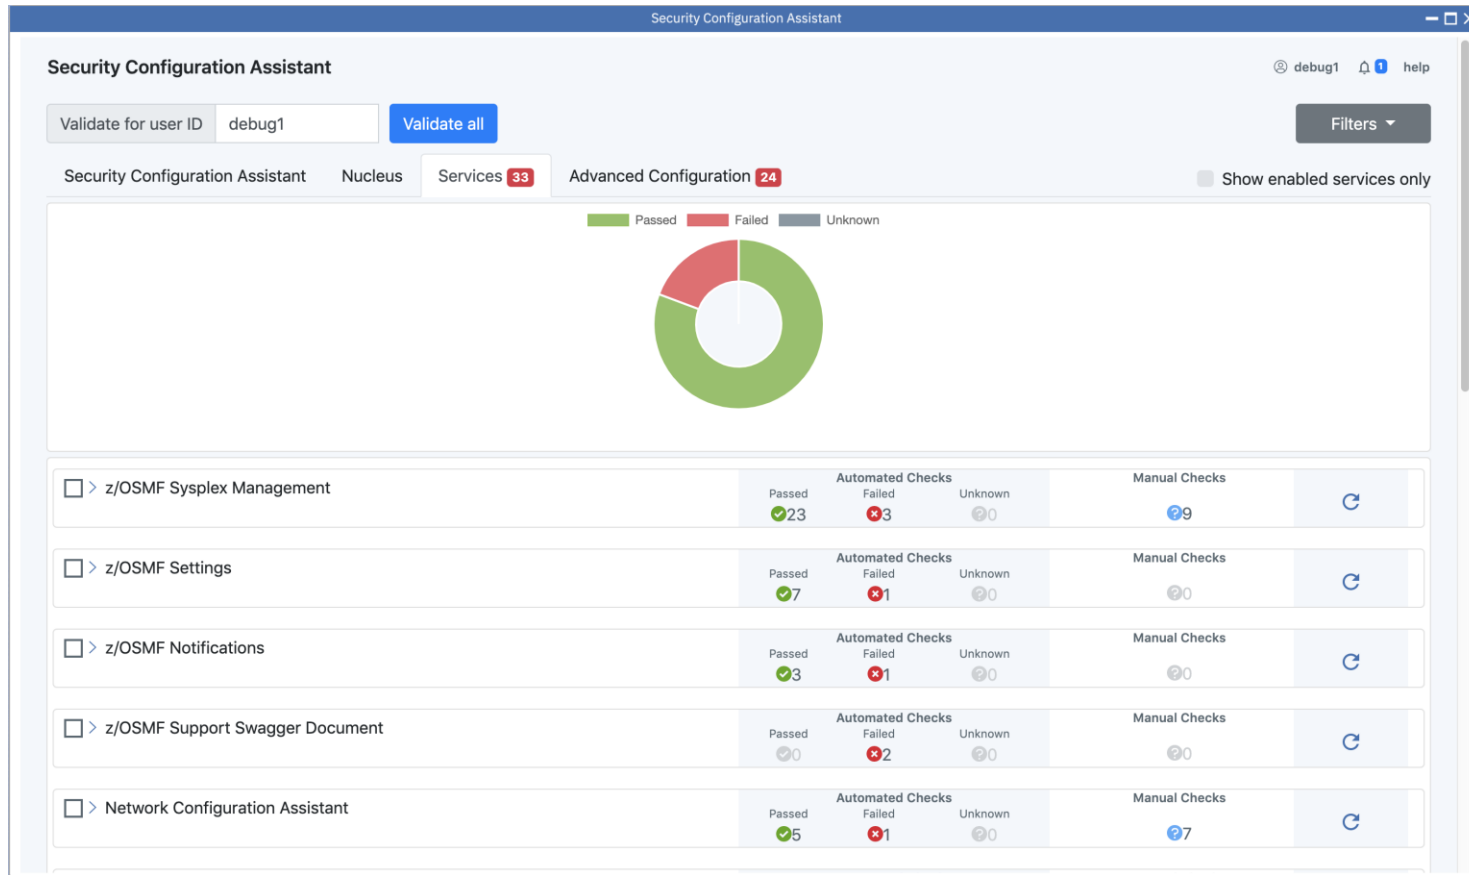 Security Configuration Assistant
Security Configuration Assistant
debug1 1 help
Validate for user ID debug1 Validate all Filters
Security Configuration Assistant Nucleus Services 33 Advanced Configuration 24 Show enabled services only
Passed Failed Unknown
z/OSMF Sysplex Management
Automated Checks Manual Checks
Passed Failed Unknown
23 3 0 9
z/OSMF Settings
Automated Checks Manual Checks
Passed Failed Unknown
7 1 0 0
z/OSMF Notifications
Automated Checks Manual Checks
Passed Failed Unknown
3 1 0 0
z/OSMF Support Swagger Document
Automated Checks Manual Checks
Passed Failed Unknown
0 2 0 0
Network Configuration Assistant
Automated Checks Manual Checks
Passed Failed Unknown
5 1 0 7